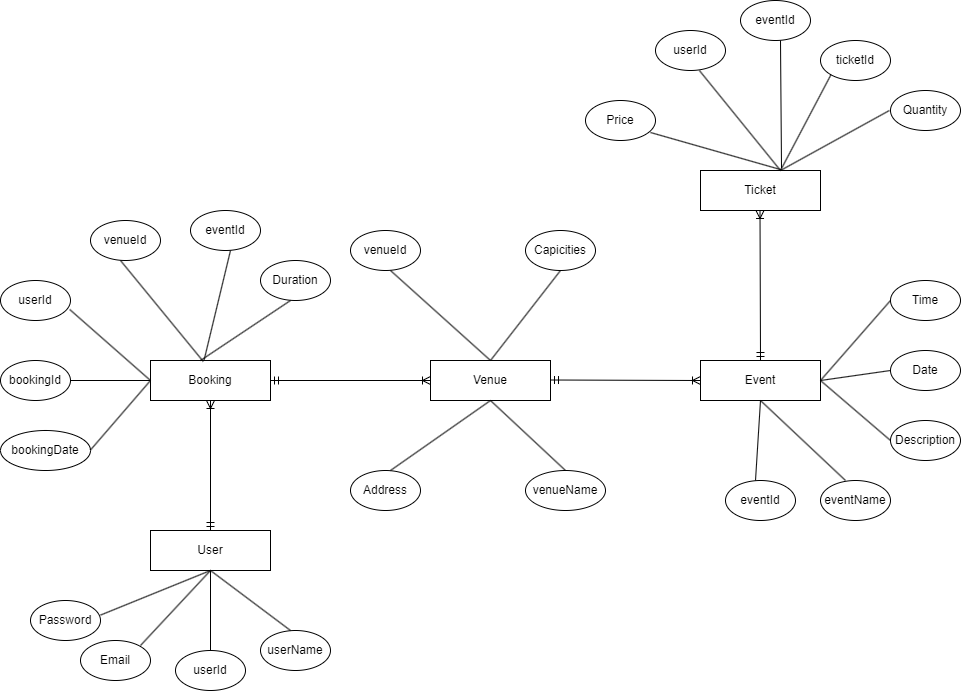 eventId
userId
ticketId
Price
Quantity
Ticket
venueId
eventId
Duration
userId
bookingId
bookingDate
Booking
venueId
Capicities
Venue
Address
venueName
Time
Date
Description
Event
eventId
eventName
User
Password
Email
userId
userName